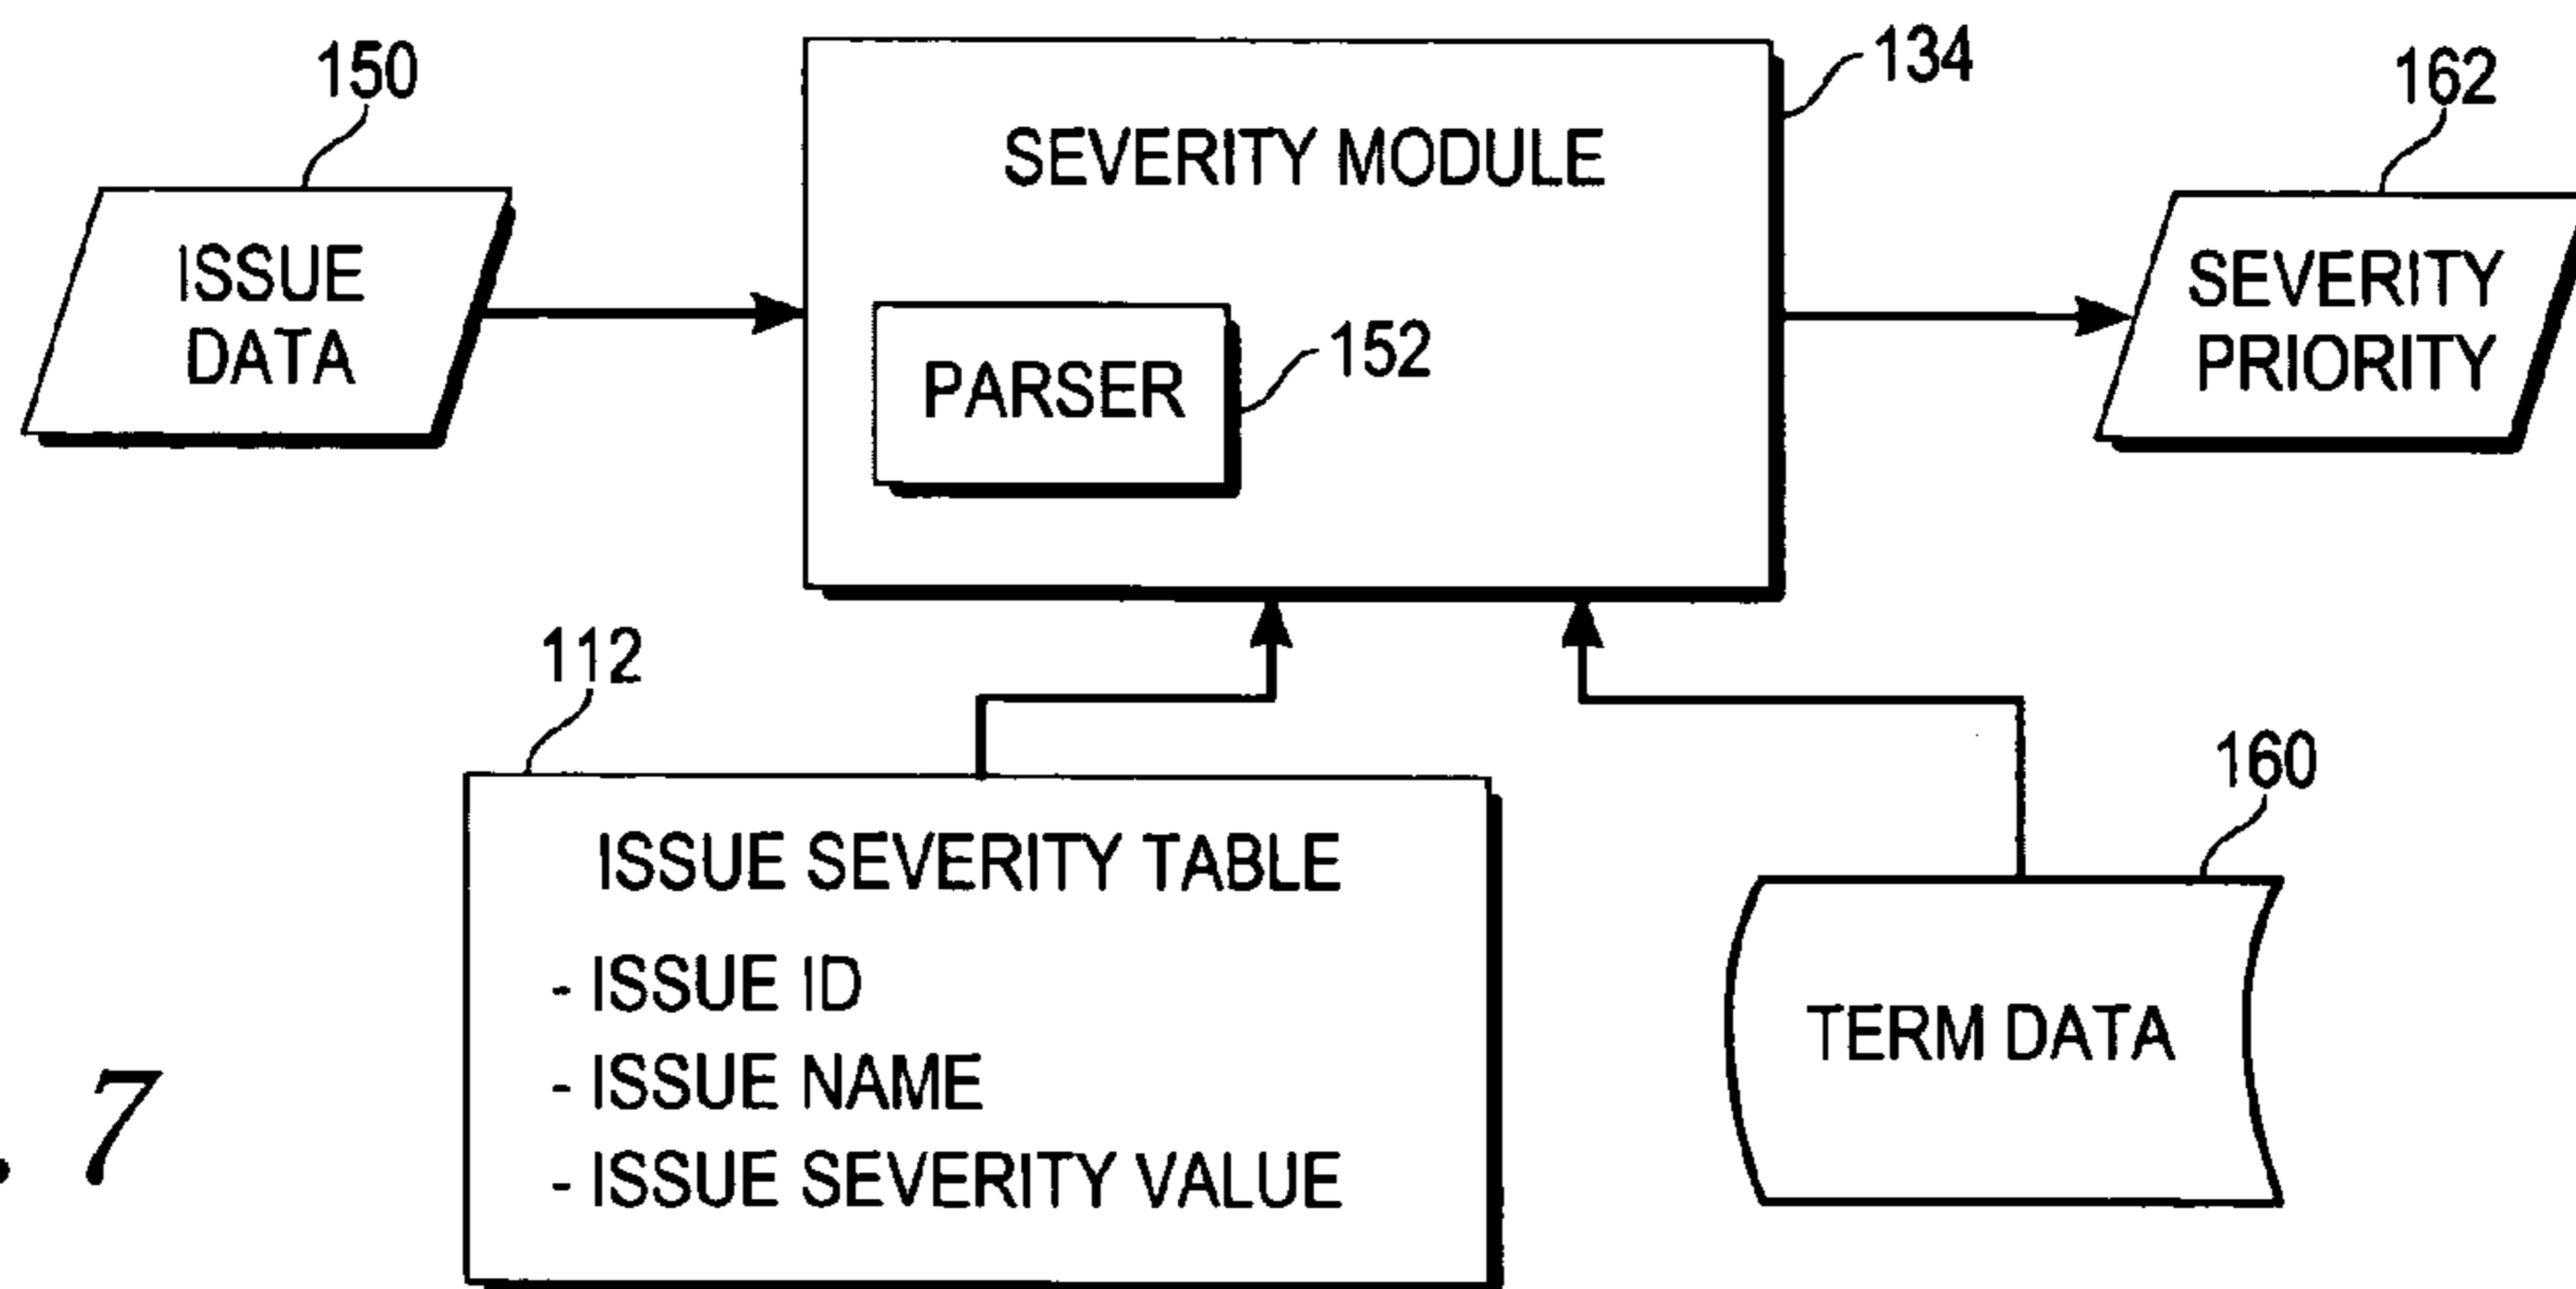 150
134
162
SEVERITY MODULE
ISSUE
DATA
SEVERITY
PRIORITY
PARSER
152
112
160
ISSUE SEVERITY TABLE
- ISSUE ID
- ISSUE NAME
- ISSUE SEVERITY VALUE
TERM DATA
. 7